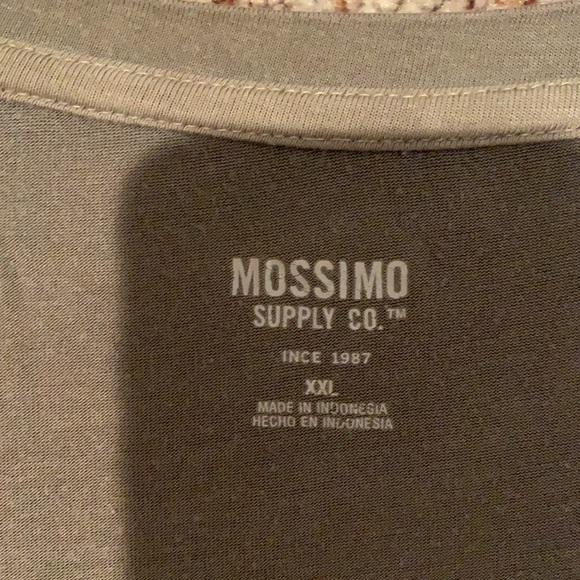 MOSSIMO
SUPPLY CO.™
INCE 1987
XXL
MADE IN INDONESIA
HECHO EN INDONESIA